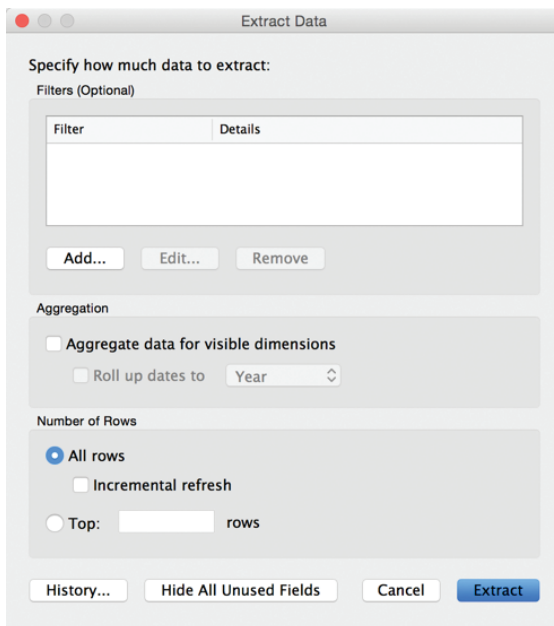 Extract Data
Specify how much data to extract:
Filters (Optional)
Filter Details
Add... Edit... Remove
Aggregation
Aggregate data for visible dimensions
Roll up dates to Year
Number of Rows
All rows
Incremental refresh
Top: rows
History... Hide All Unused Fields Cancel Extract